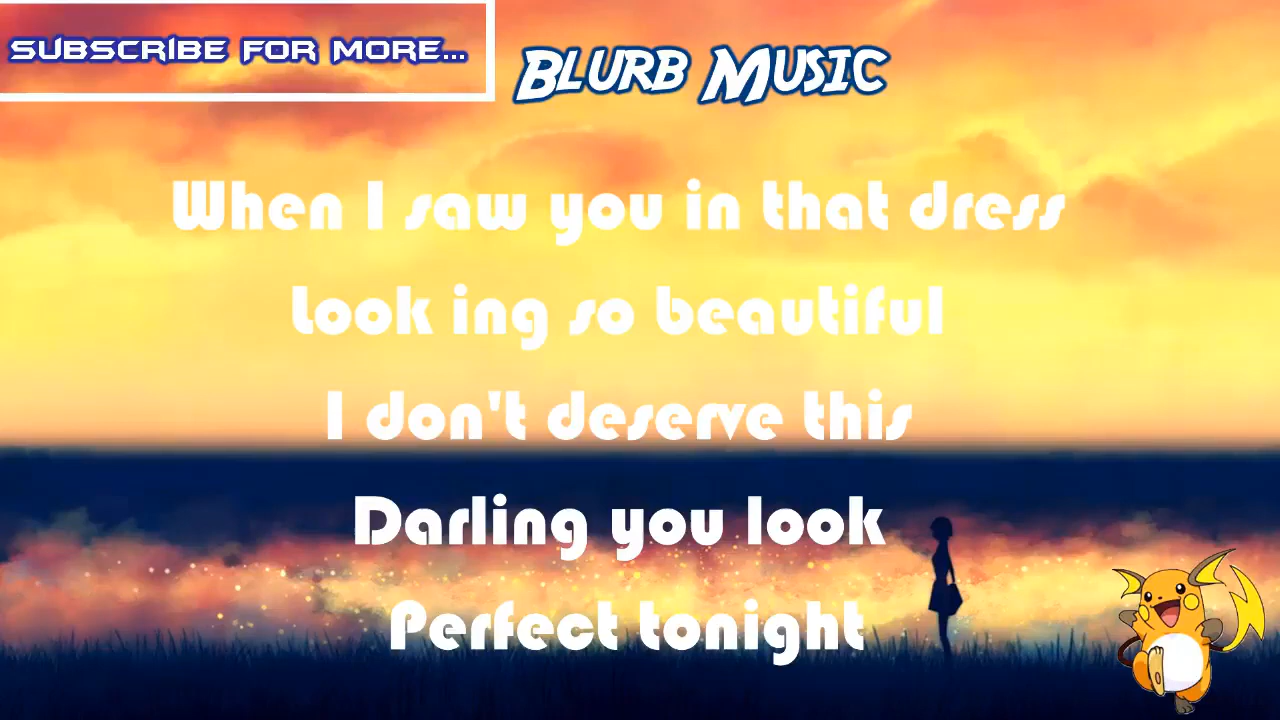 SUBSCRIBE FOR MORE...
BLURB MUSIC
When I saw you in that dress
Look ing so beautiful
I don't deserve this
Darling you look
Perfect tonight